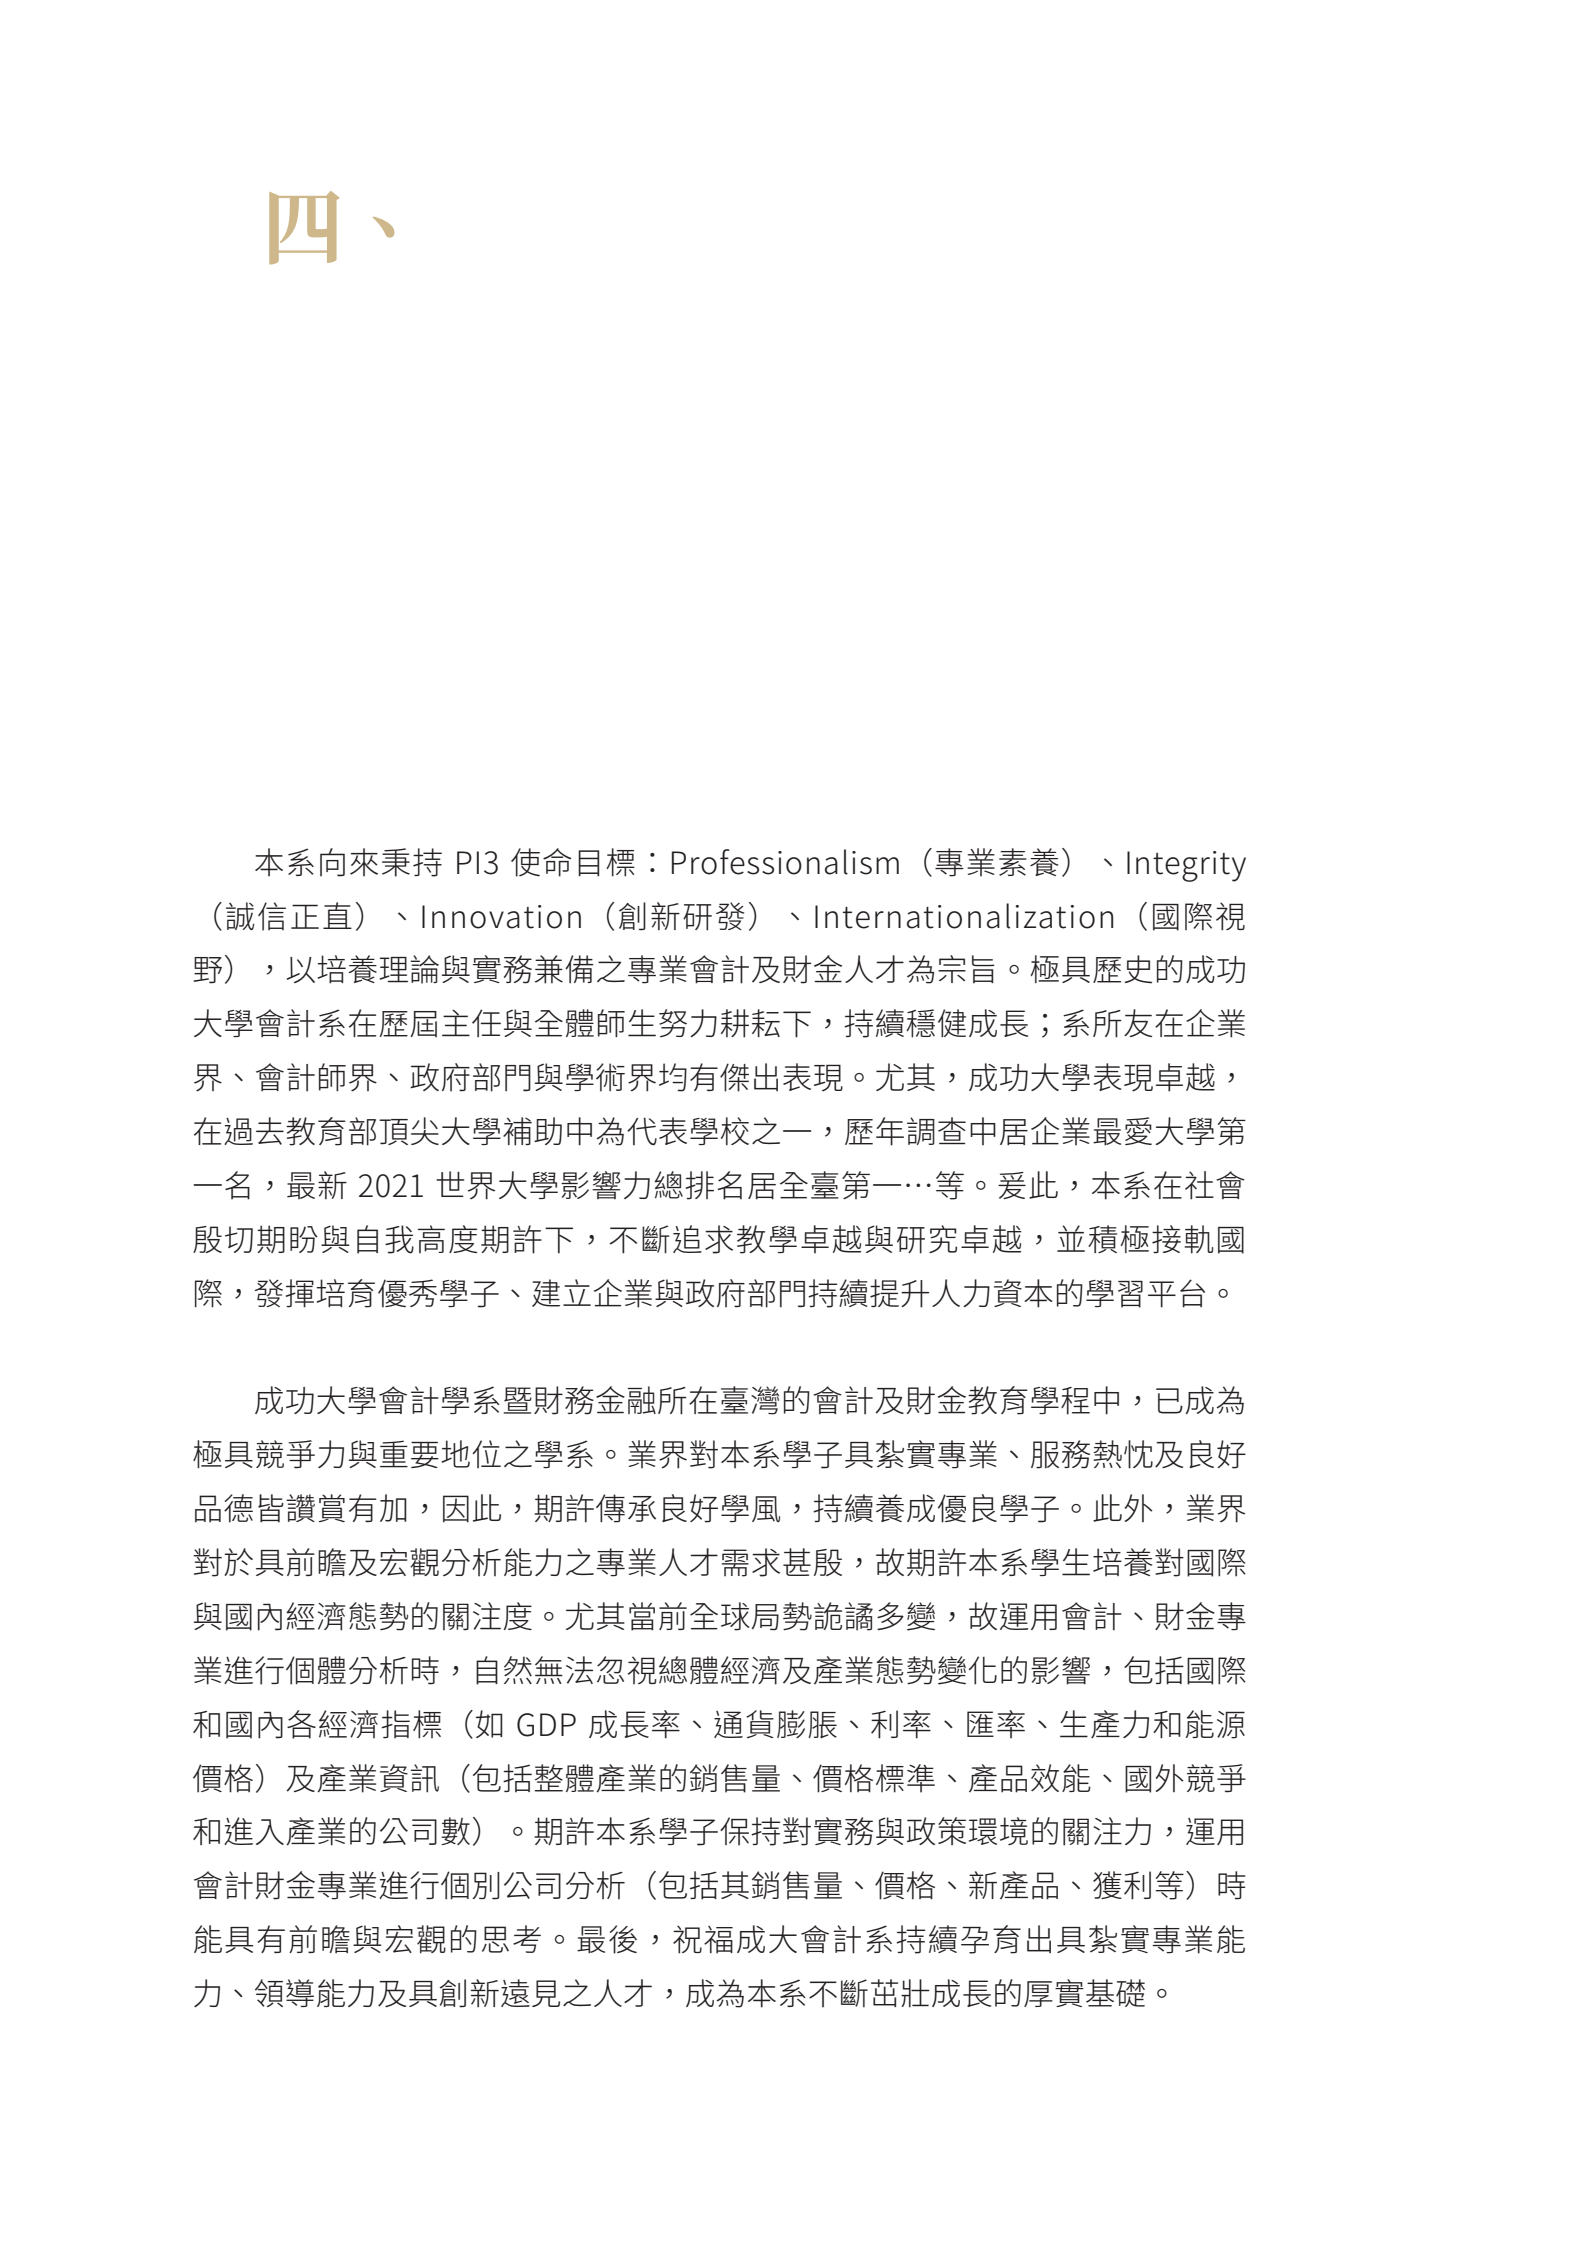 四、
本系向來秉持 PI3 使命目標：Professionalism（專業素養）、Integrity
（誠信正直）、Innovation（創新研發）、Internationalization（國際視
野），以培養理論與實務兼備之專業會計及財金人才為宗旨。極具歷史的成功
大學會計系在歷屆主任與全體師生努力耕耘下，持續穩健成長；系所友在企業
界、會計師界、政府部門與學術界均有傑出表現。尤其，成功大學表現卓越，
在過去教育部頂尖大學補助中為代表學校之一，歷年調查中居企業最愛大學第
一名，最新 2021 世界大學影響力總排名居全臺第一…等。爰此，本系在社會
殷切期盼與自我高度期許下，不斷追求教學卓越與研究卓越，並積極接軌國
際，發揮培育優秀學子、建立企業與政府部門持續提升人力資本的學習平台。
成功大學會計學系暨財務金融所在臺灣的會計及財金教育學程中，已成為
極具競爭力與重要地位之學系。業界對本系學子具紮實專業、服務熱忱及良好
品德皆讚賞有加，因此，期許傳承良好學風，持續養成優良學子。此外，業界
對於具前瞻及宏觀分析能力之專業人才需求甚殷，故期許本系學生培養對國際
與國內經濟態勢的關注度。尤其當前全球局勢詭譎多變，故運用會計、財金專
業進行個體分析時，自然無法忽視總體經濟及產業態勢變化的影響，包括國際
和國內各經濟指標（如 GDP 成長率、通貨膨脹、利率、匯率、生產力和能源
價格）及產業資訊（包括整體產業的銷售量、價格標準、產品效能、國外競爭
和進入產業的公司數）。期許本系學子保持對實務與政策環境的關注力，運用
會計財金專業進行個別公司分析（包括其銷售量、價格、新產品、獲利等）時
能具有前瞻與宏觀的思考。最後，祝福成大會計系持續孕育出具紮實專業能
力、領導能力及具創新遠見之人才，成為本系不斷茁壯成長的厚實基礎。